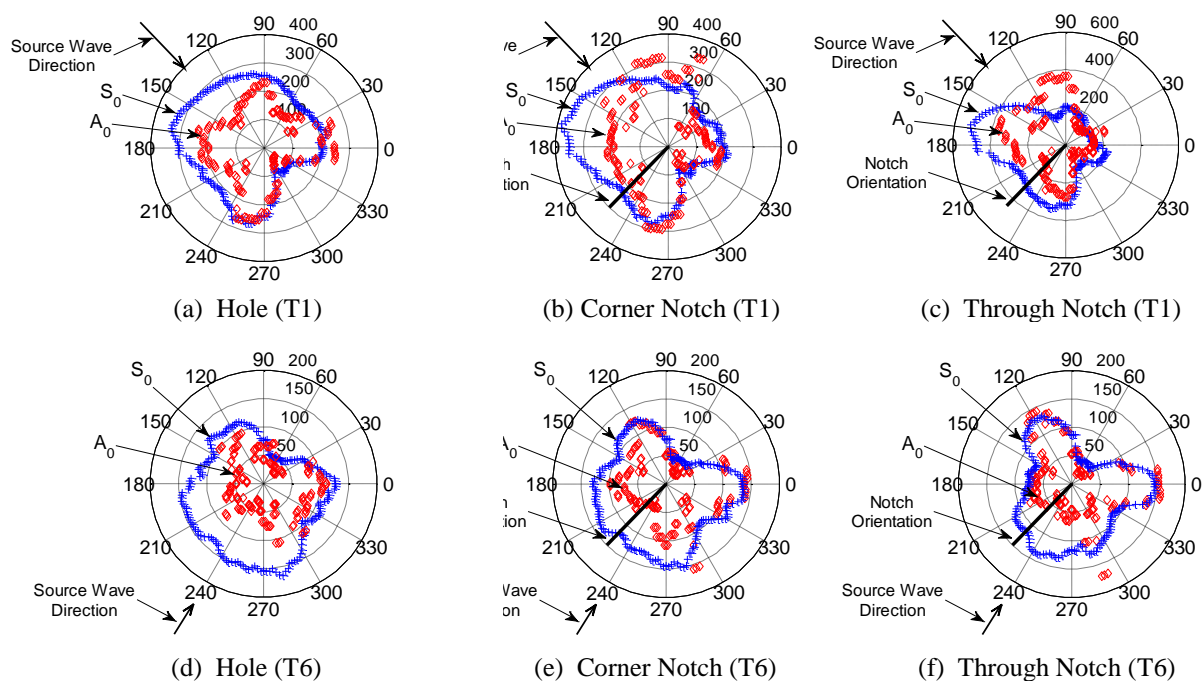 Source Wave
Direction
S0
A0
90 400
120 60
300
200
100
150 30
180 0
210 330
240 300
270
(a) Hole (T1)
S0
90 400
120 60
300
200
100
150 30
180 0
210 330
240 300
270
(b) Corner Notch (T1)
Source Wave
Direction
S0
A0
Notch
Orientation
90 600
120 60
400
200
150 30
180 0
210 330
240 300
270
(c) Through Notch (T1)
S0
A0
Source Wave
Direction
90 200
120 60
150
100
50
150 30
180 0
210 330
240 300
270
(d) Hole (T6)
S0
90 200
120 60
150
100
50
150 30
180 0
210 330
240 300
270
(e) Corner Notch (T6)
S0
A0
Notch
Orientation
Source Wave
Direction
90 200
120 60
150
100
50
150 30
180 0
210 330
240 300
270
(f) Through Notch (T6)